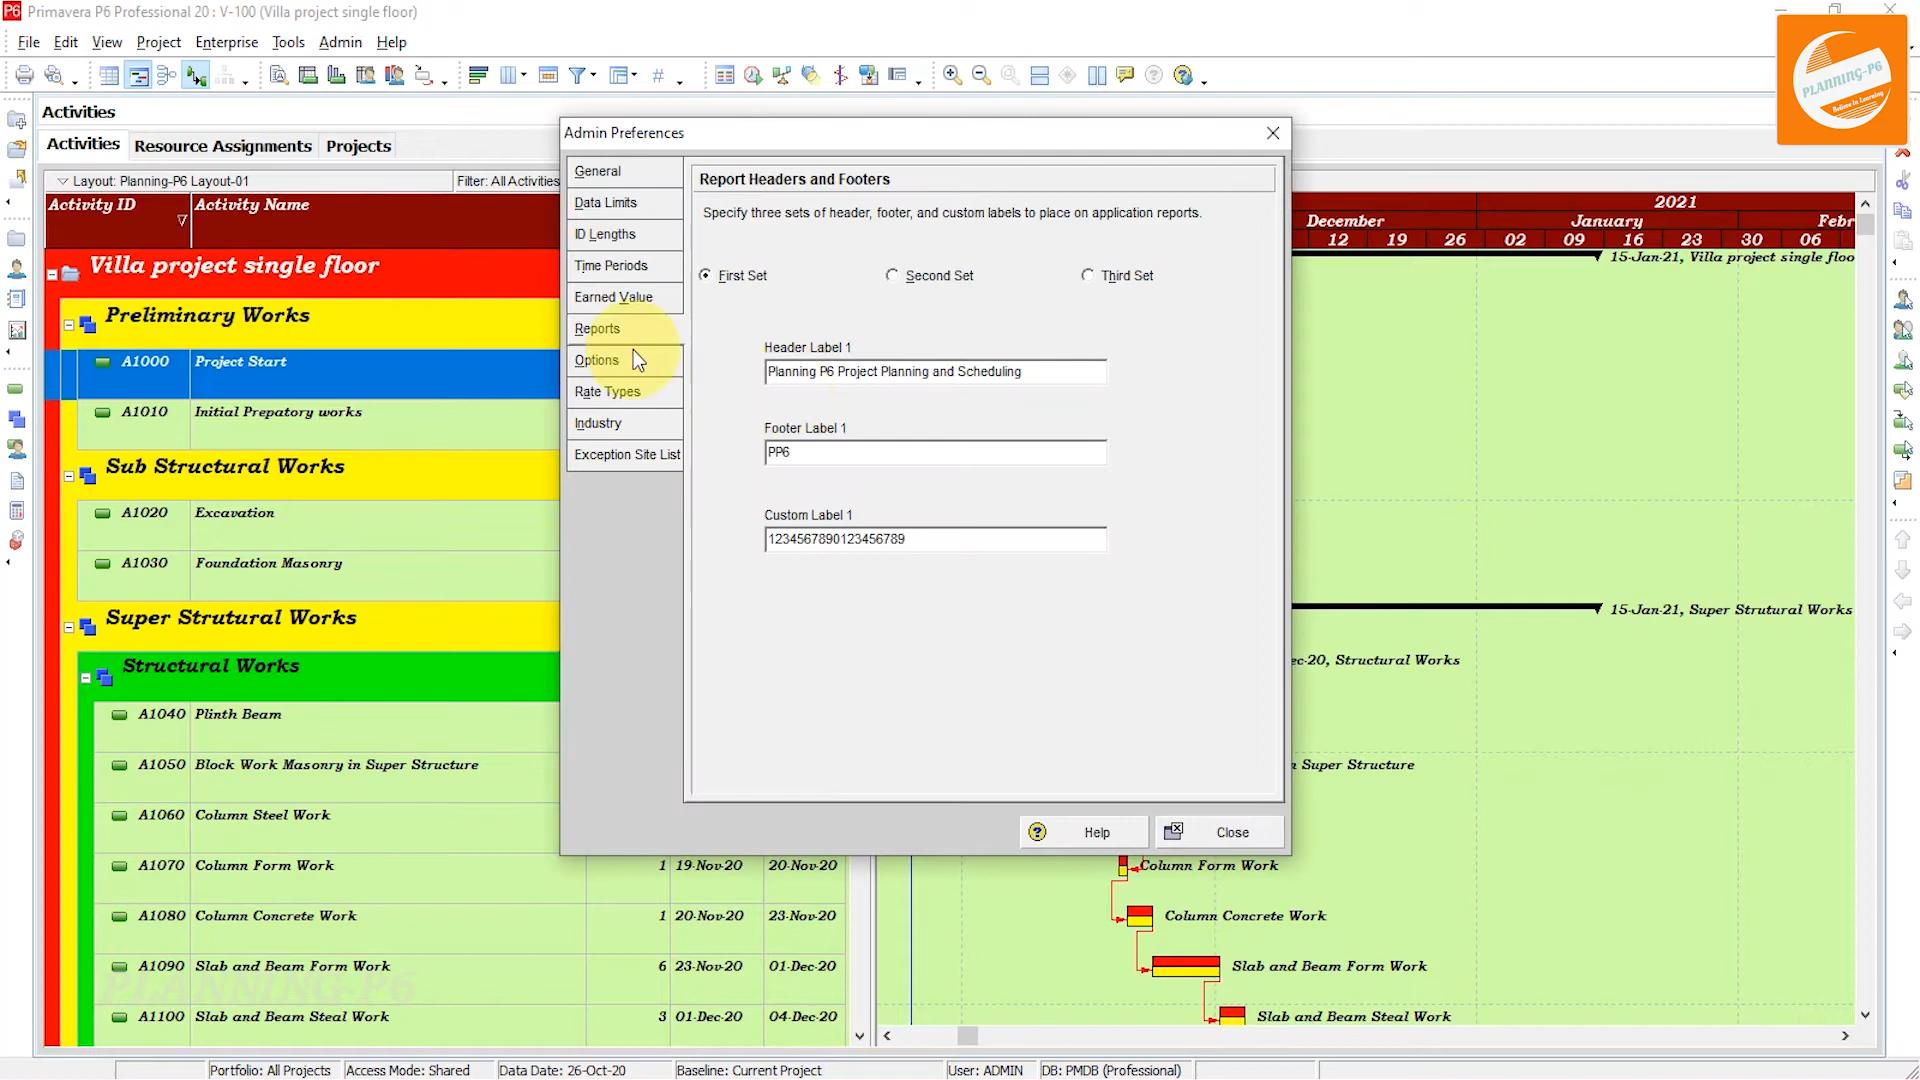 P6 Primavera P6 Professional 20 : V-100 (Villa project single floor)
File Edit View Project Enterprise Tools Admin Help
PLANNING-P6
Believe In Learning
Activities
Activities Resource Assignments Projects
Layout: Planning-P6 Layout-01 Filter: All Activities
Activity ID Activity Name
2021
December January Febr
12 19 26 02 09 16 23 30 06
Villa project single floor
15-Jan-21, Villa project single floo
Preliminary Works
A1000 Project Start
A1010 Initial Prepatory works
Sub Structural Works
A1020 Excavation
A1030 Foundation Masonry
Super Strutural Works
15-Jan-21, Super Strutural Works
Structural Works
ec-20, Structural Works
A1040 Plinth Beam
A1050 Block Work Masonry in Super Structure
Super Structure
A1060 Column Steel Work
A1070 Column Form Work 1 19-Nov-20 20-Nov-20
Column Form Work
A1080 Column Concrete Work 1 20-Nov-20 23-Nov-20
Column Concrete Work
A1090 Slab and Beam Form Work 6 23-Nov-20 01-Dec-20
Slab and Beam Form Work
PLANNING-P6
A1100 Slab and Beam Steal Work 3 01-Dec-20 04-Dec-20
Slab and Beam Steal Work
Admin Preferences
General
Data Limits
ID Lengths
Time Periods
Earned Value
Reports
Options
Rate Types
Industry
Exception Site List
Report Headers and Footers
Specify three sets of header, footer, and custom labels to place on application reports.
First Set Second Set Third Set
Header Label 1
Planning P6 Project Planning and Scheduling
Footer Label 1
PP6
Custom Label 1
1234567890123456789
Help Close
Portfolio: All Projects Access Mode: Shared Data Date: 26-Oct-20 Baseline: Current Project User: ADMIN DB: PMDB (Professional)